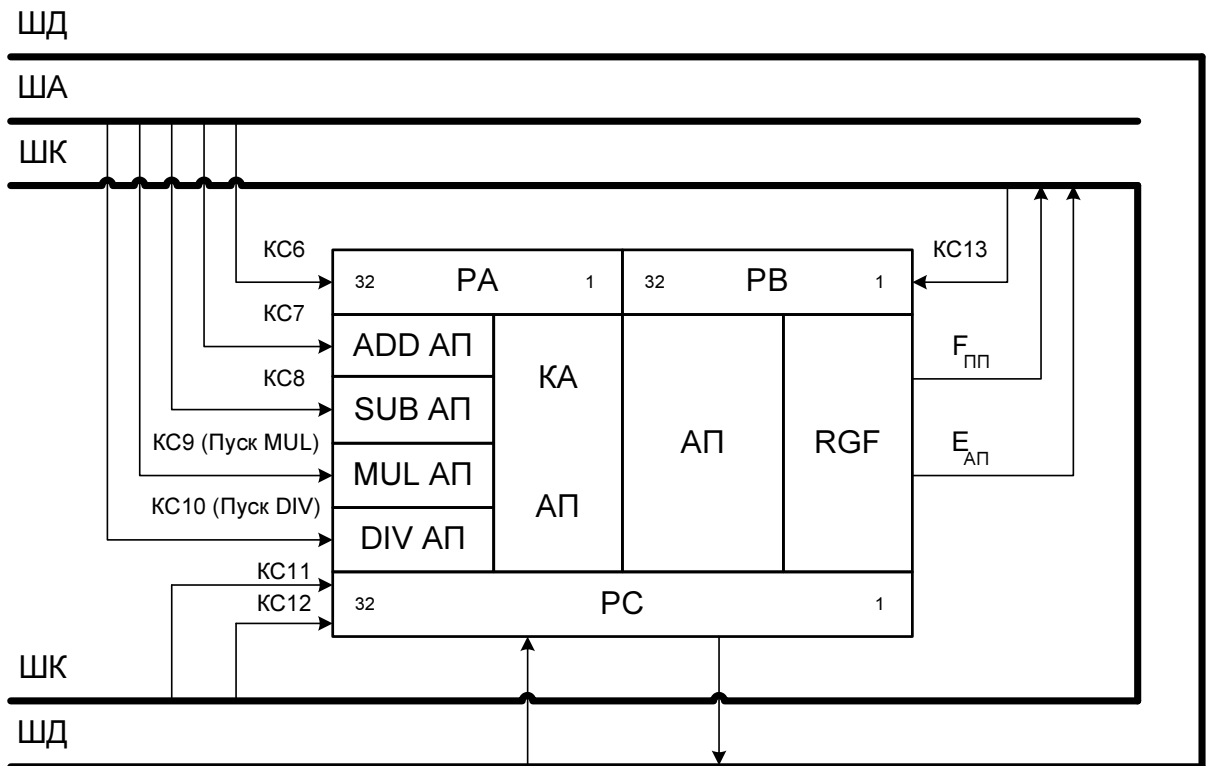 ШД
ША
ШК
КС6
КС13
32 РА 1
32 РВ 1
КС7
ADD АП
КА
АП
АП
RGF
FПП
КС8
SUB АП
КС9 (Пуск MUL)
MUL АП
EАП
КС10 (Пуск DIV)
DIV АП
КС11
КС12
32 РС 1
ШК
ШД